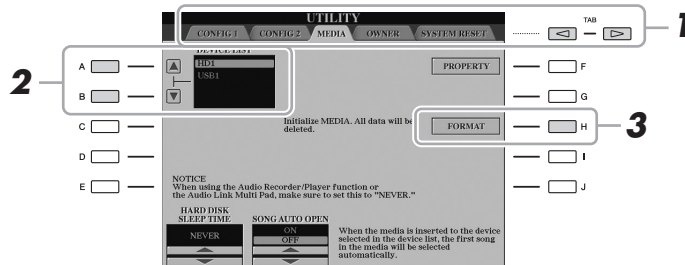 UTILITY
CONFIG 1 CONFIG 2 MEDIA OWNER SYSTEM RESET
TAB
1
DEVICE LIST
HD1
USB1
2
A
B
C
D
E
PROPERTY
F
G
Initialize MEDIA. All data will be
deleted.
FORMAT
H
3
I
J
NOTICE
When using the Audio Recorder/Player function or
the Audio Link Multi Pad, make sure to set this to "NEVER."
HARD DISK
SLEEP TIME
NEVER
SONG AUTO OPEN
ON
OFF
When the media is inserted to the device
selected in the device list, the first song
in the media will be selected
automatically.